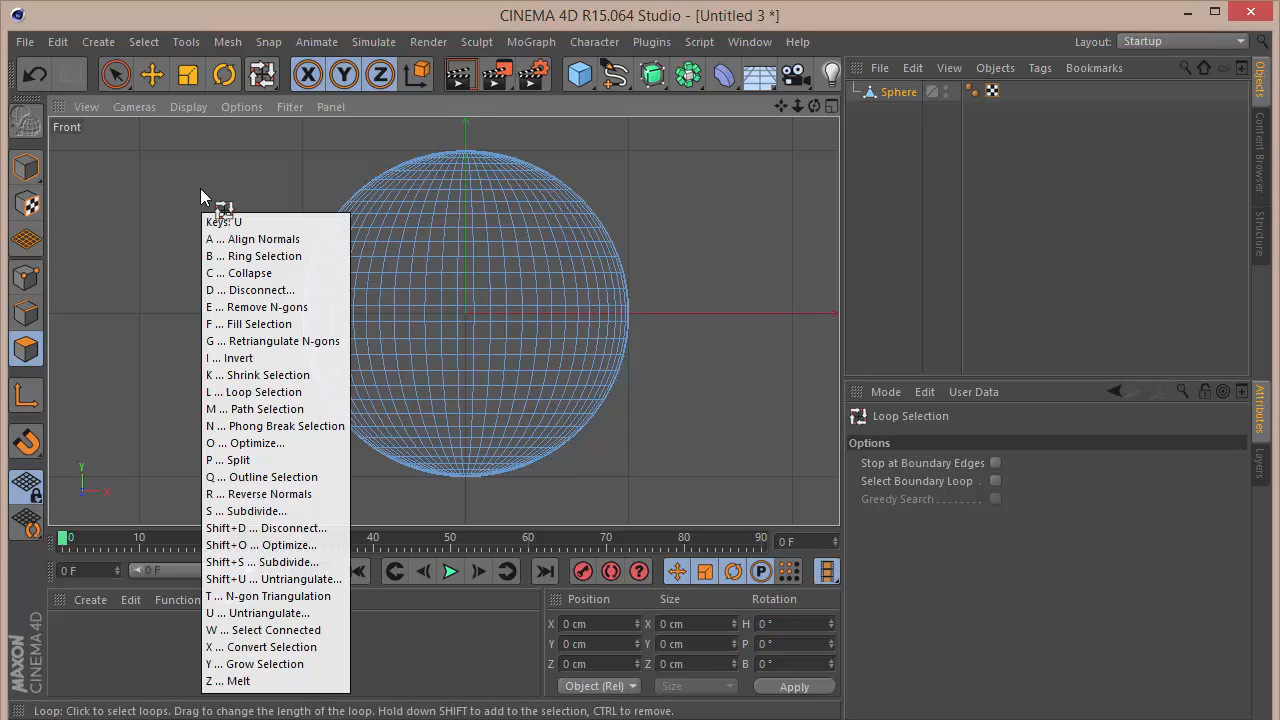 CINEMA 4D R15.064 Studio - [Untitled 3 *]
File Edit Create Select Tools Mesh Snap Animate Simulate Render Sculpt MoGraph Character Plugins Script Window Help
Layout: Startup
X Y Z
View Cameras Display Options Filter Panel
Front
Keys: U
A ... Align Normals
B ... Ring Selection
C ... Collapse
D ... Disconnect...
E ... Remove N-gons
F ... Fill Selection
G ... Retriangulate N-gons
I ... Invert
K ... Shrink Selection
L ... Loop Selection
M ... Path Selection
N ... Phong Break Selection
O ... Optimize...
P ... Split
Q ... Outline Selection
R ... Reverse Normals
S ... Subdivide...
Shift+D ... Disconnect...
Shift+O ... Optimize...
Shift+S ... Subdivide...
Shift+U ... Untriangulate...
T ... N-gon Triangulation
U ... Untriangulate...
W ... Select Connected
X ... Convert Selection
Y ... Grow Selection
Z ... Melt
Y
X
0 10 40 50 60 70 80 90 0 F
0 F 0 F
P
Create Edit Function
Position Size Rotation
X 0 cm X 0 cm H 0 °
Y 0 cm Y 0 cm P 0 °
Z 0 cm Z 0 cm B 0 °
Object (Rel) Size Apply
File Edit View Objects Tags Bookmarks
Sphere
Objects
Content Browser
Structure
Mode Edit User Data
Loop Selection
Options
Stop at Boundary Edges
Select Boundary Loop .
Greedy Search . . . . . . . .
Attributes
Layers
MAXON
CINEMA 4D
Loop: Click to select loops. Drag to change the length of the loop. Hold down SHIFT to add to the selection, CTRL to remove.